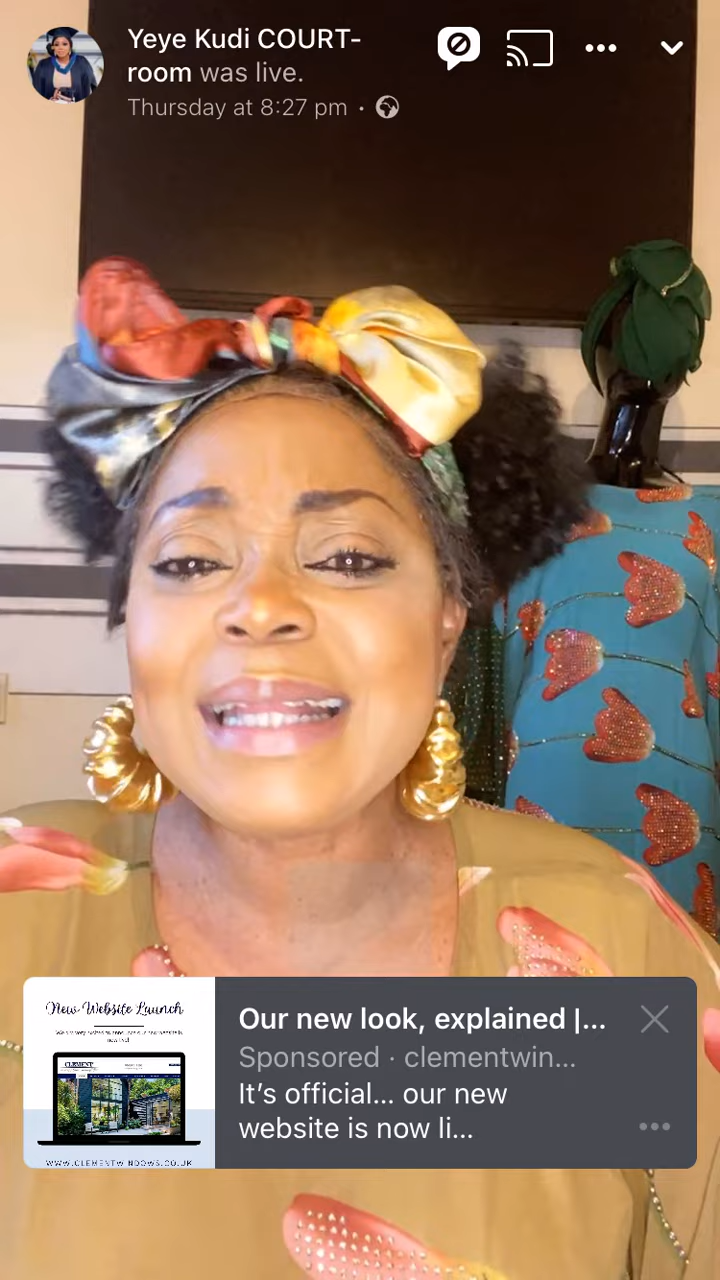 Yeye Kudi COURT-
room was live.
Thursday at 8:27 pm ·
New Website Launch
CLEMENT
WWW.CLEMENTWINDOWS.CO.UK
Our new look, explained |...
Sponsored · clementwin...
It's official... our new
website is now li...